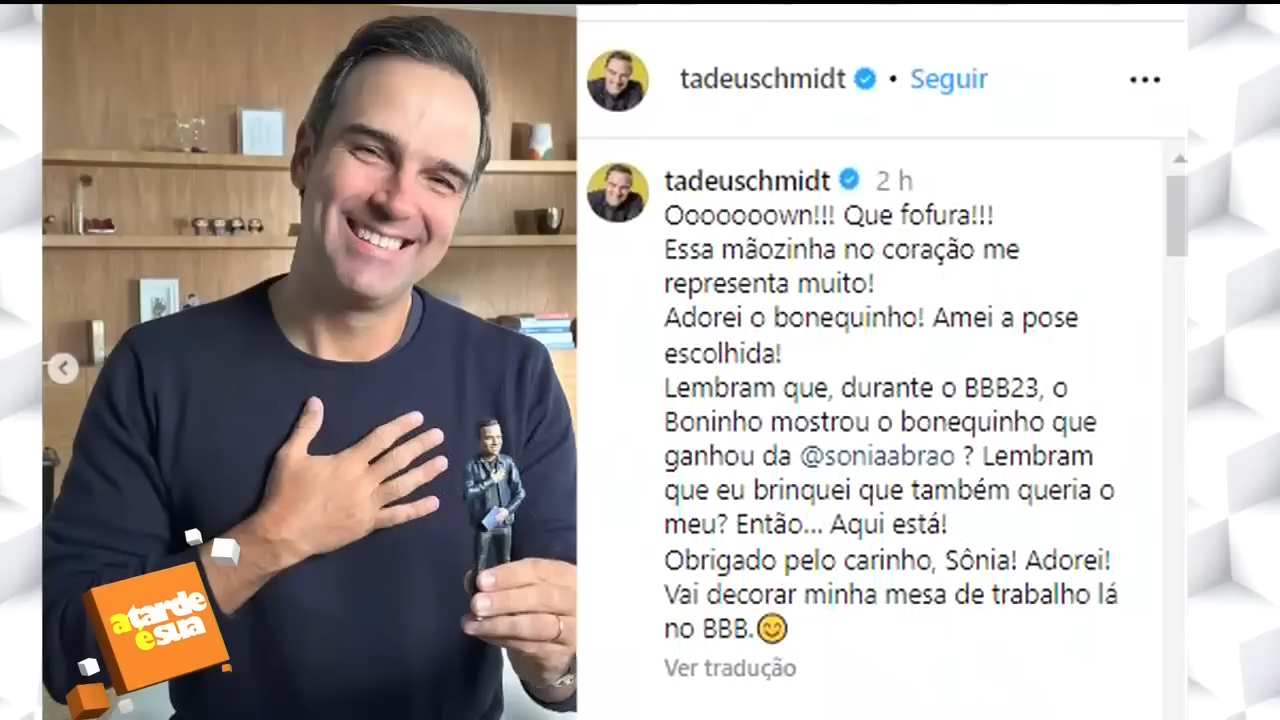 tadeuschmidt • Seguir
tadeuschmidt 2 h
Ooooooown!!! Que fofura!!!
Essa mãozinha no coração me
representa muito!
Adorei o bonequinho! Amei a pose
escolhida!
Lembram que, durante o BBB23, o
Boninho mostrou o bonequinho que
ganhou da @soniaabrao ? Lembram
que eu brinquei que também queria o
meu? Então... Aqui está!
Obrigado pelo carinho, Sônia! Adorei!
Vai decorar minha mesa de trabalho lá
no BBB.😊
Ver tradução
a tarde
é sua